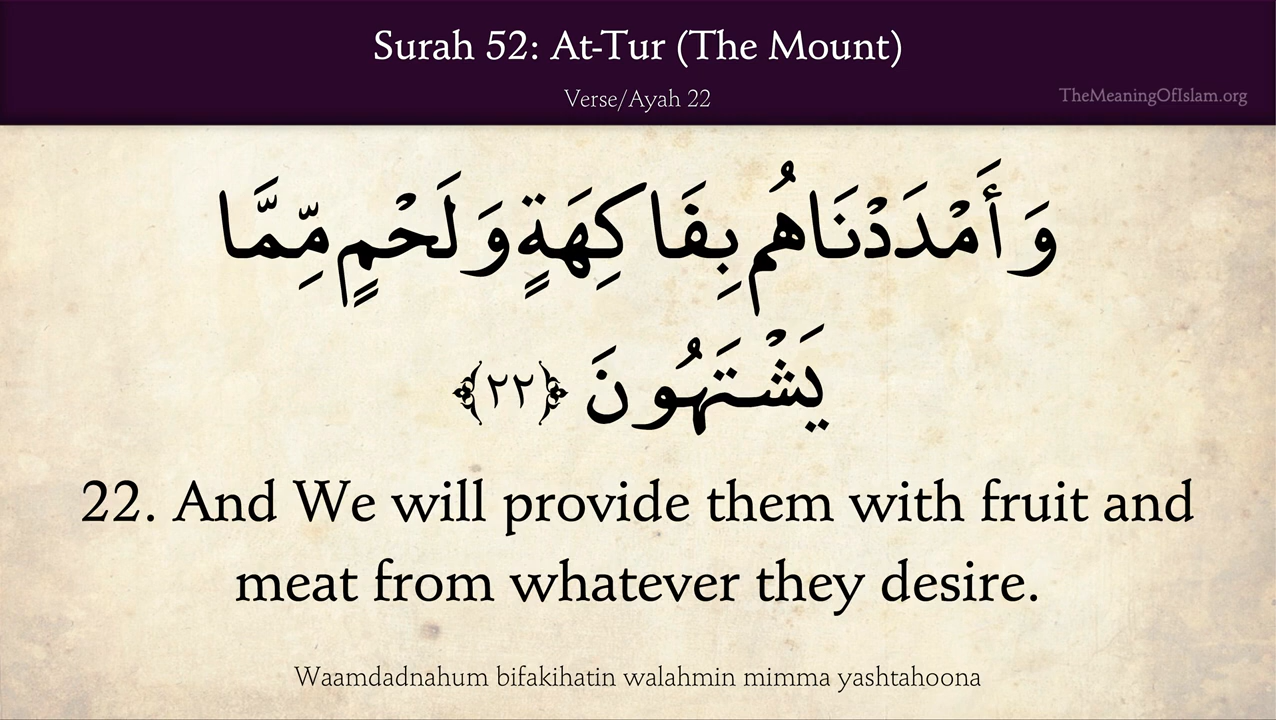 Surah 52: At-Tur (The Mount)
Verse/Ayah 22
TheMeaningOfIslam.org
وَأَمْدَدْنَاهُم بِفَاكِهَةٍ وَلَحْمٍ مِّمَّا
يَشْتَهُونَ ﴿٢٢﴾
22. And We will provide them with fruit and
meat from whatever they desire.
Waamdadnahum bifakihatin walahmin mimma yashtahoona